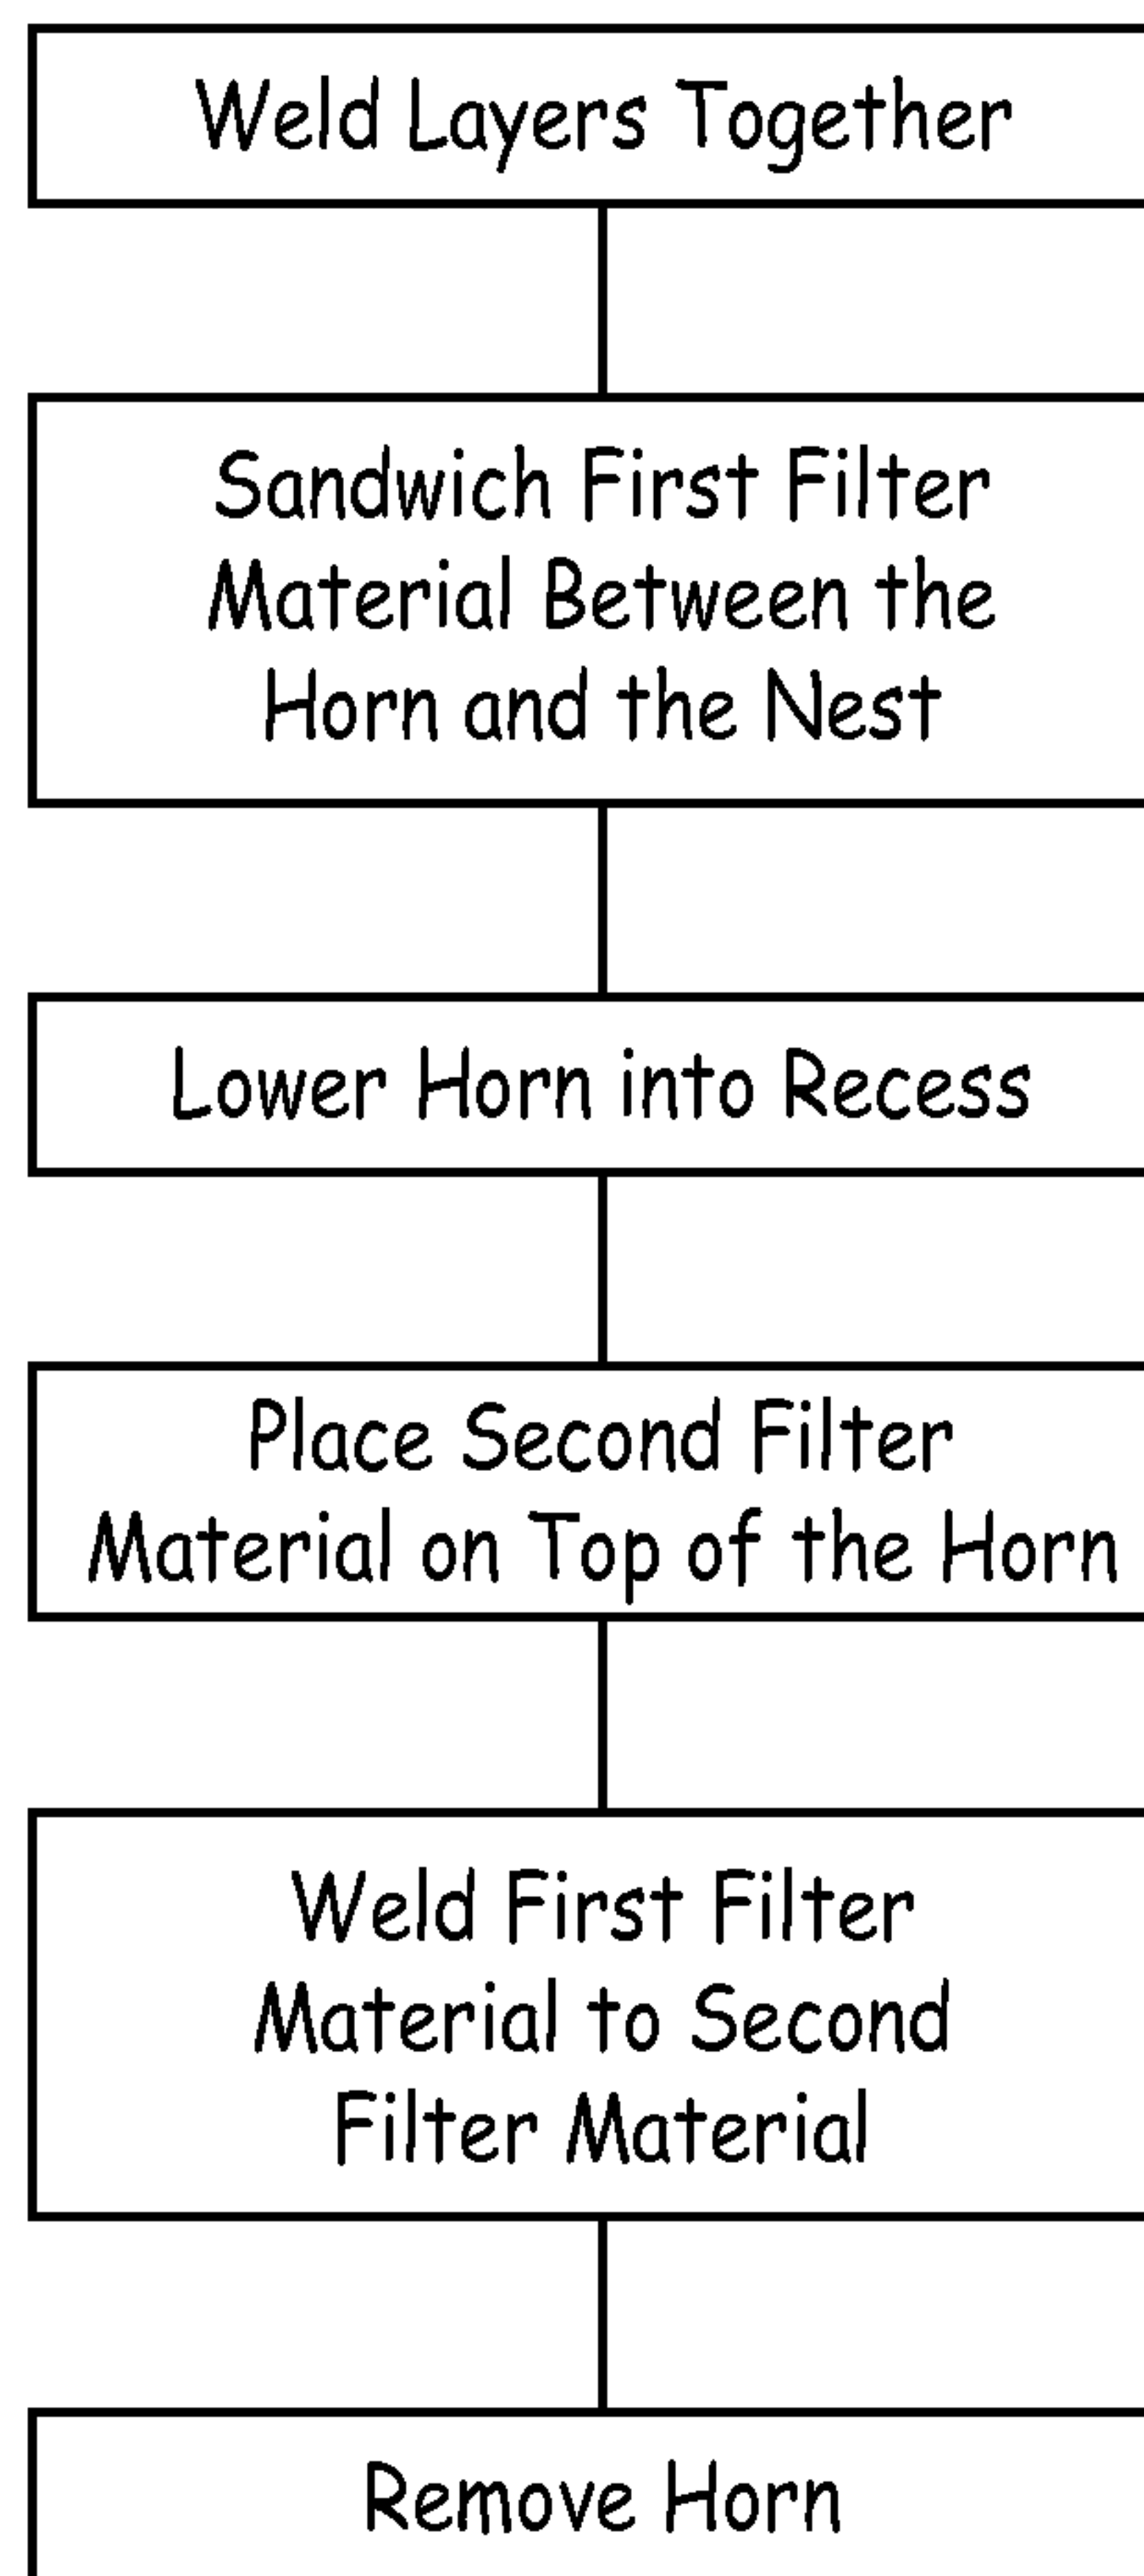 Weld Layers Together
Sandwich First Filter
Material Between the
Horn and the Nest
Lower Horn into Recess
Place Second Filter
Material on Top of the Horn
Weld First Filter
Material to Second
Filter Material
Remove Horn